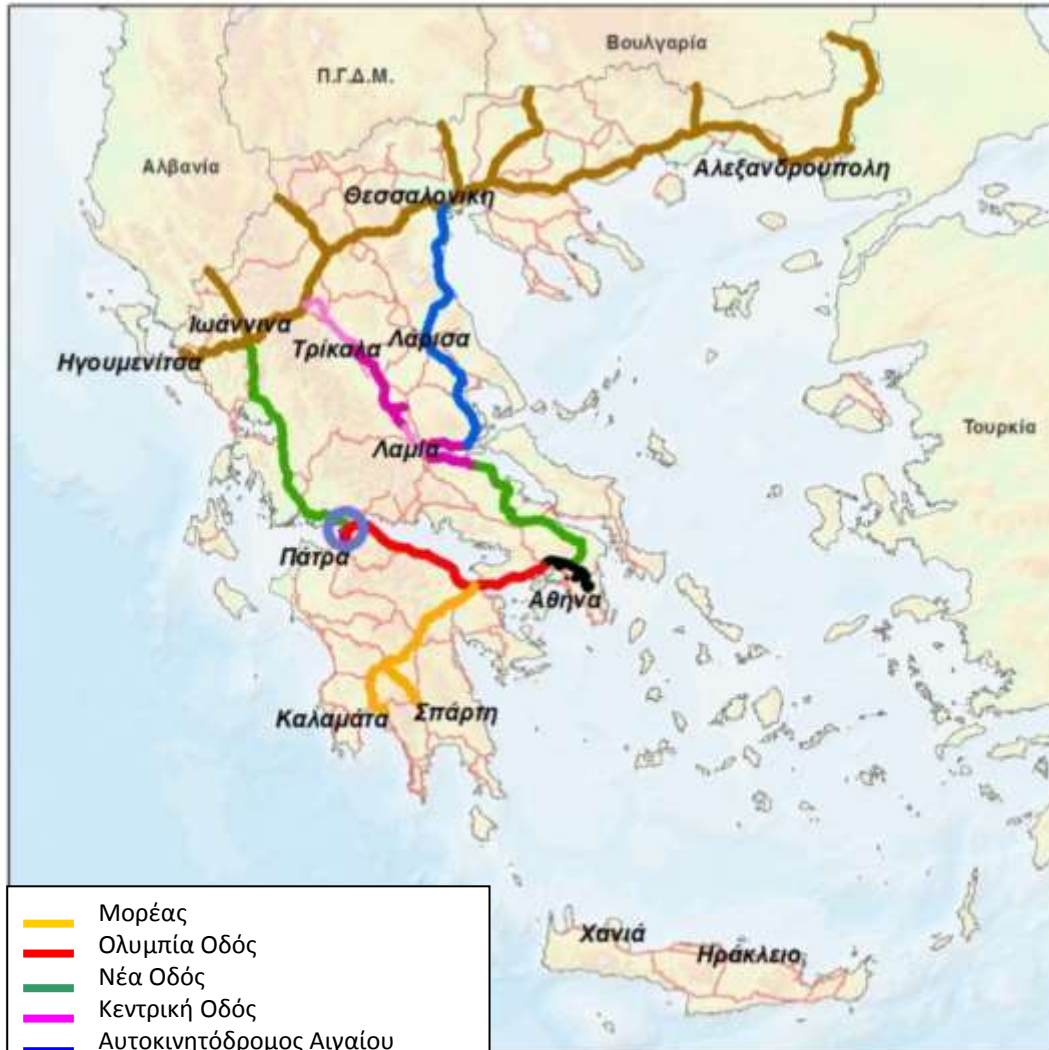 Βουλγαρία
Π.Γ.Δ.Μ.
Αλβανία
Αλεξανδρούπολη
Θεσσαλονίκη
Ιωάννινα
Ηγουμενίτσα
Τρίκαλα
Λάρισα
Τουρκία
Λαμία
Πάτρα
Αθήνα
Καλαμάτα
Σπάρτη
Χανιά
Ηράκλειο
Μορέας
Ολυμπία Οδός
Νέα Οδός
Κεντρική Οδός
Αυτοκινητόδρομος Αιγαίου